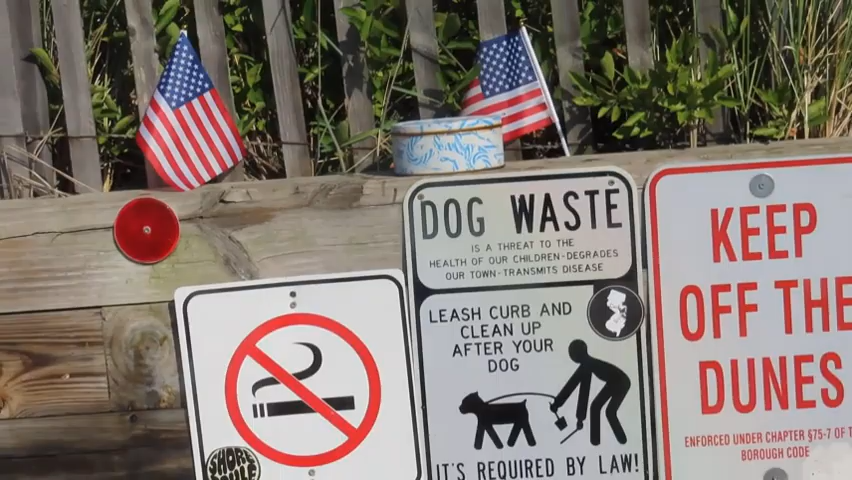 DOG WASTE
IS A THREAT TO THE
HEALTH OF OUR CHILDREN-DEGRADES
OUR TOWN-TRANSMITS DISEASE
LEASH CURB AND
CLEAN UP
AFTER YOUR
DOG
IT'S REQUIRED BY LAW!
KEEP
OFF THE
DUNES
ENFORCED UNDER CHAPTER §75-7 OF T
BOROUGH CODE
SHORE